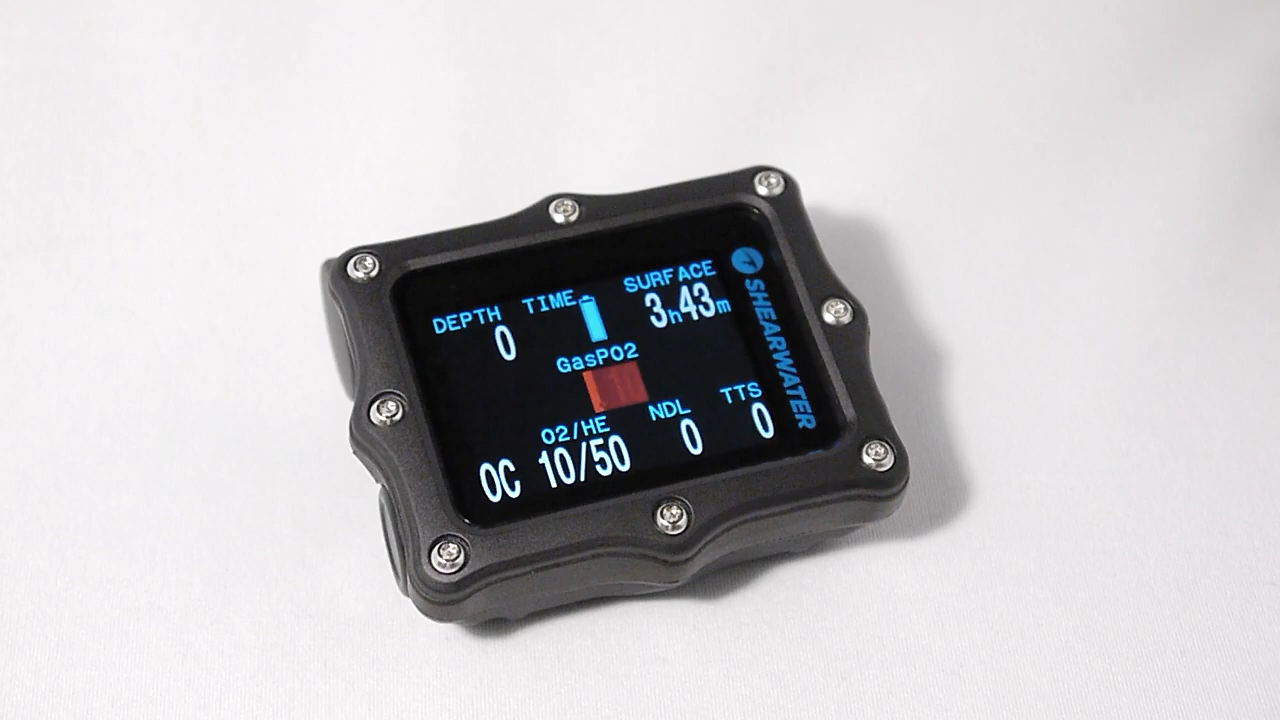 DEPTH TIME SURFACE
0 3h43m
GasPO2
O2/HE NDL TTS
OC 10/50 0 0
SHEARWATER